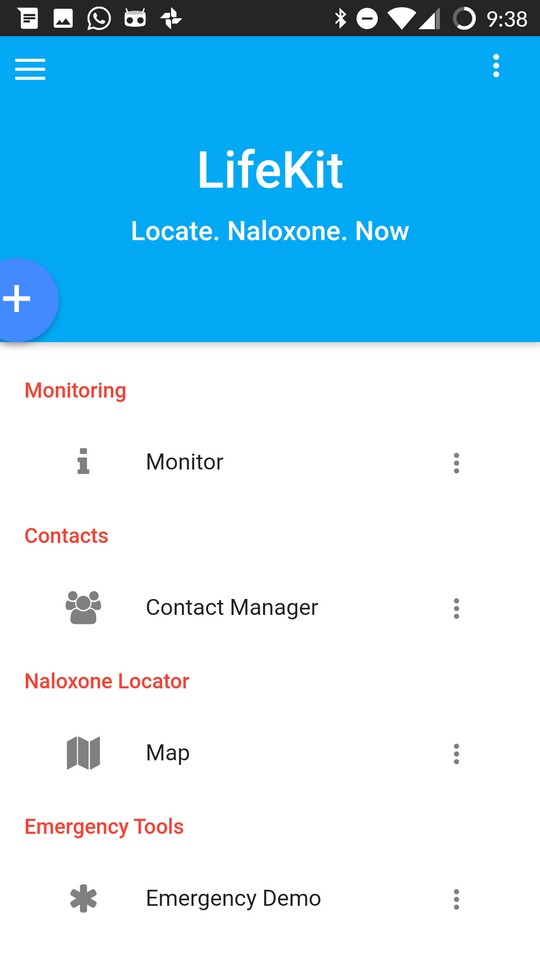 9:38
LifeKit
Locate. Naloxone. Now
Monitoring
Monitor
Contacts
Contact Manager
Naloxone Locator
Map
Emergency Tools
Emergency Demo